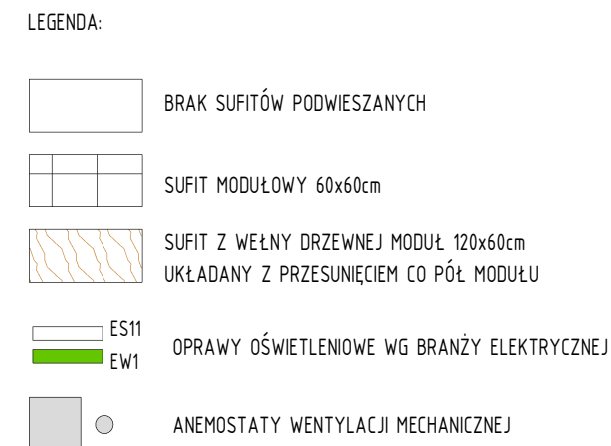 LEGENDA:
BRAK SUFITÓW PODWIESZANYCH
SUFIT MODUŁOWY 60x60cm
SUFIT Z WEŁNY DRZEWNEJ MODUŁ 120x60cm
UKŁADANY Z PRZESUNIĘCIEM CO PÓŁ MODUŁU
ES11
EW1
OPRAWY OŚWIETLENIOWE WG BRANŻY ELEKTRYCZNEJ
ANEMOSTATY WENTYLACJI MECHANICZNEJ